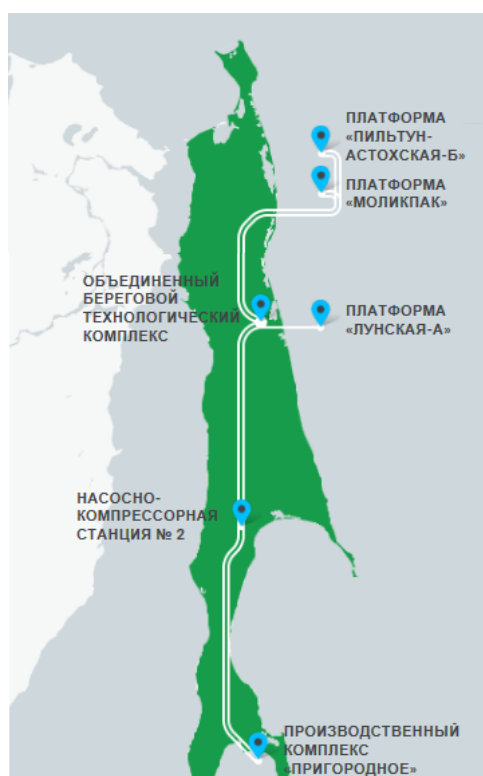 ПЛАТФОРМА
«ПИЛЬТУН-
АСТОХСКАЯ-Б»
ПЛАТФОРМА
«МОЛИКПАК»
ОБЪЕДИНЕННЫЙ
БЕРЕГОВОЙ
ТЕХНОЛОГИЧЕСКИЙ
КОМПЛЕКС
ПЛАТФОРМА
«ЛУНСКАЯ-А»
НАСОСНО-
КОМПРЕССОРНАЯ
СТАНЦИЯ № 2
ПРОИЗВОДСТВЕННЫЙ
КОМПЛЕКС
«ПРИГОРОДНОЕ»